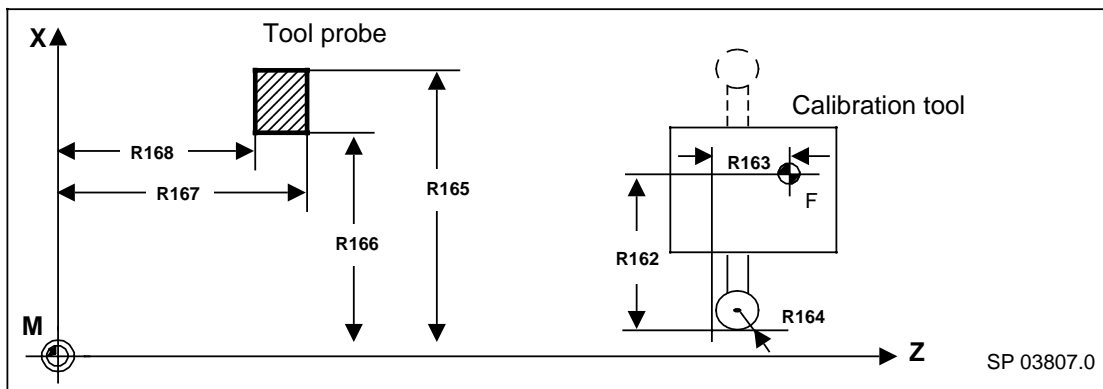 X
Tool probe
Calibration tool
R168
R163
R167
R165
F
R166
R162
R164
M
Z
SP 03807.0